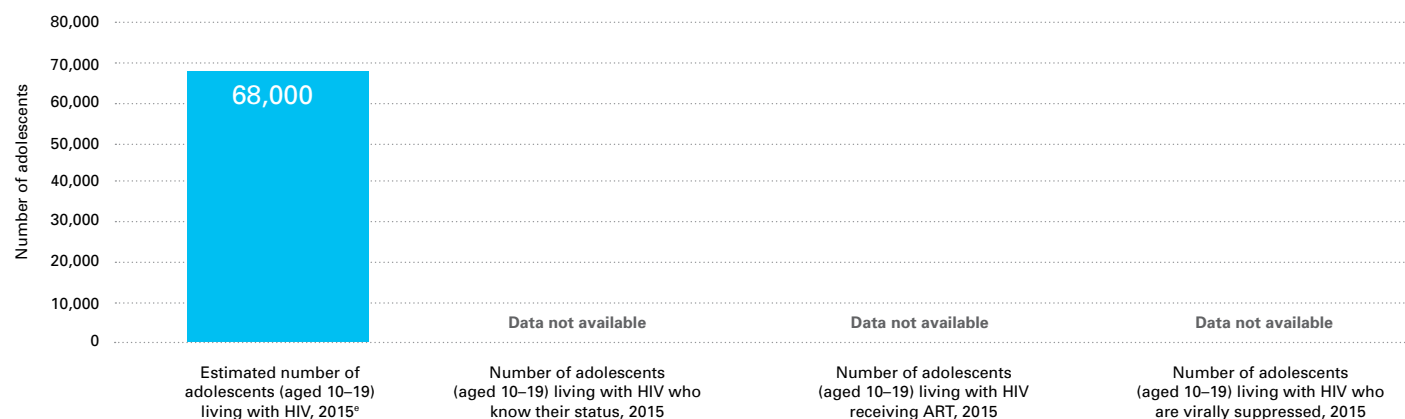 80,000
70,000
60,000
50,000
40,000
30,000
20,000
10,000
0
Number of adolescents
68,000
Data not available
Data not available
Data not available
Estimated number of
adolescents (aged 10–19)
living with HIV, 2015ᵉ
Number of adolescents
(aged 10–19) living with HIV who
know their status, 2015
Number of adolescents
(aged 10–19) living with HIV
receiving ART, 2015
Number of adolescents
(aged 10–19) living with HIV who
are virally suppressed, 2015